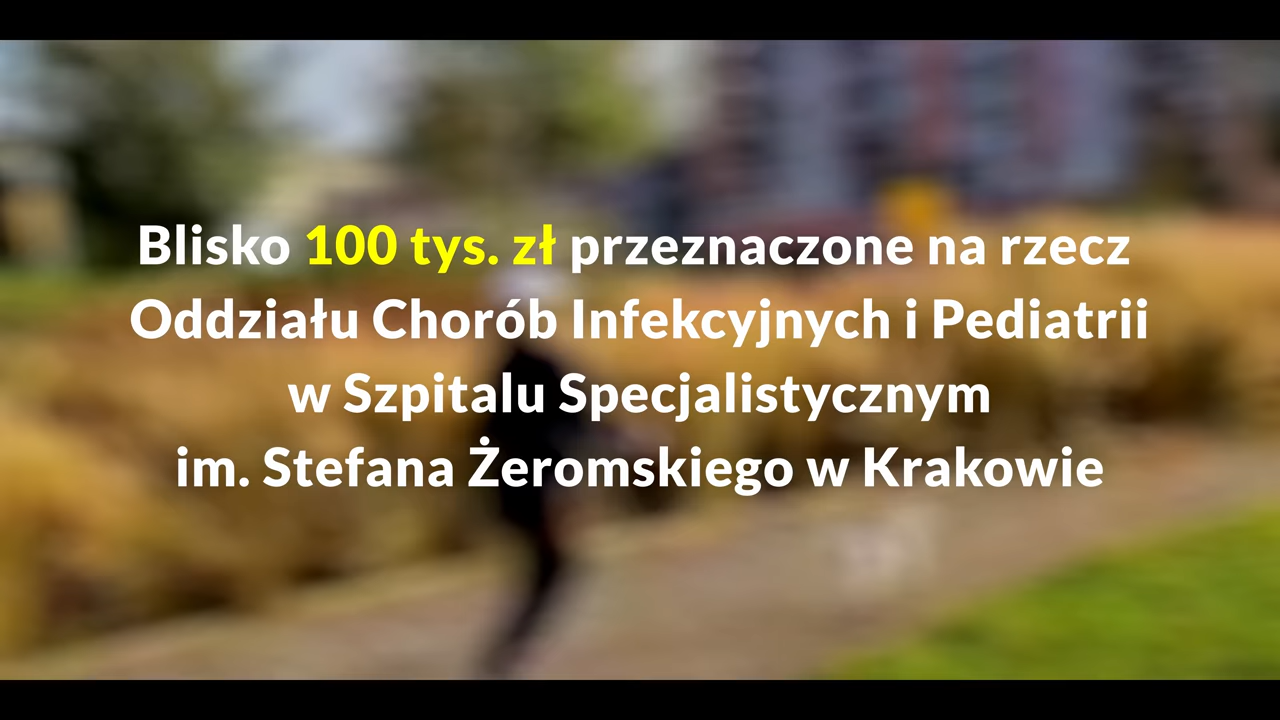 Blisko 100 tys. zł przeznaczone na rzecz
Oddziału Chorób Infekcyjnych i Pediatrii
w Szpitalu Specjalistycznym
im. Stefana Żeromskiego w Krakowie